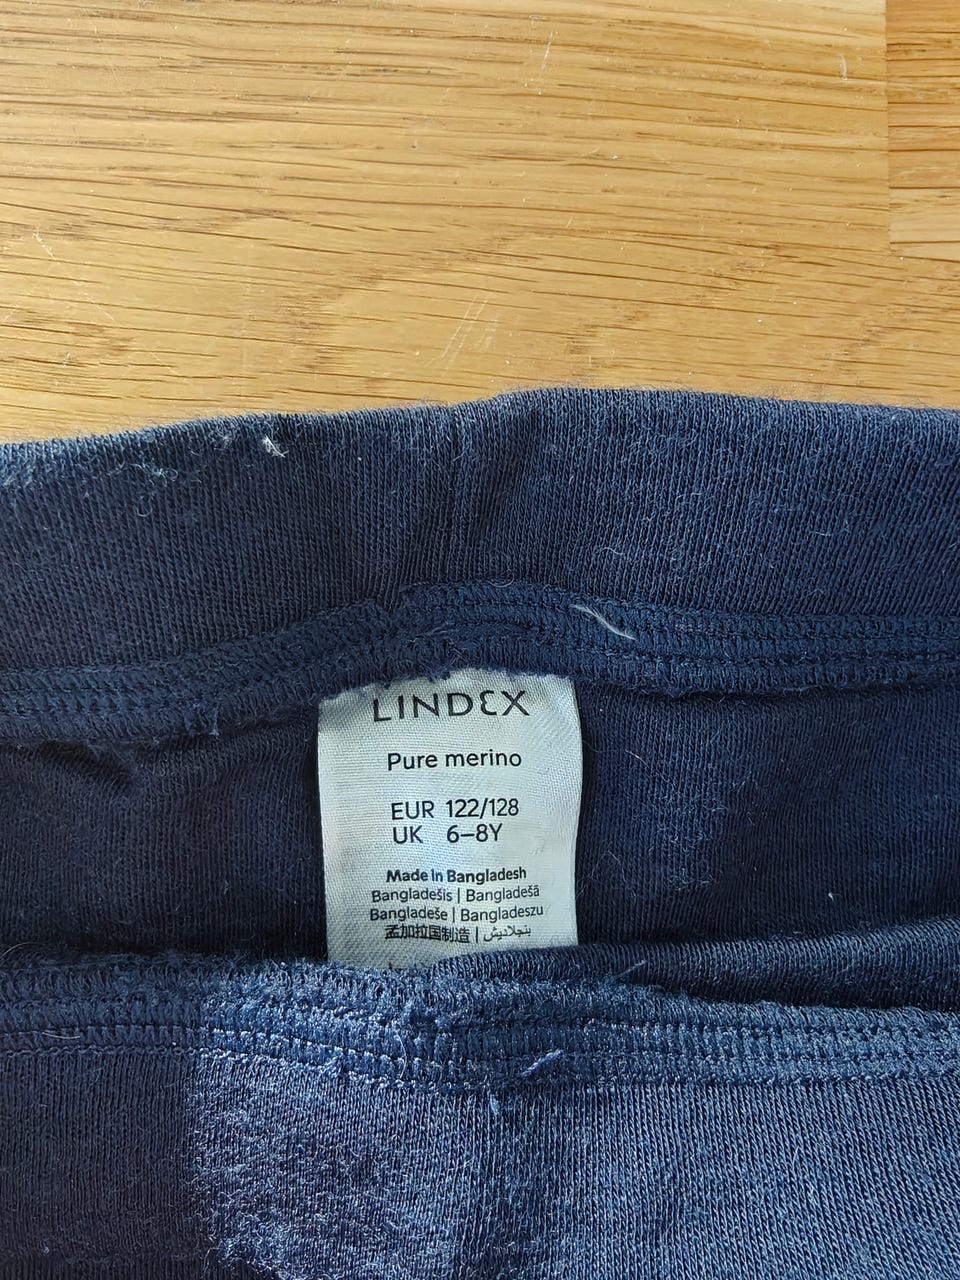 LINDEX
Pure merino
EUR 122/128
UK 6–8Y
Made in Bangladesh
Bangladešis | Bangladešā
Bangladeše | Bangladeszu
孟加拉国制造 | بنجلاديش